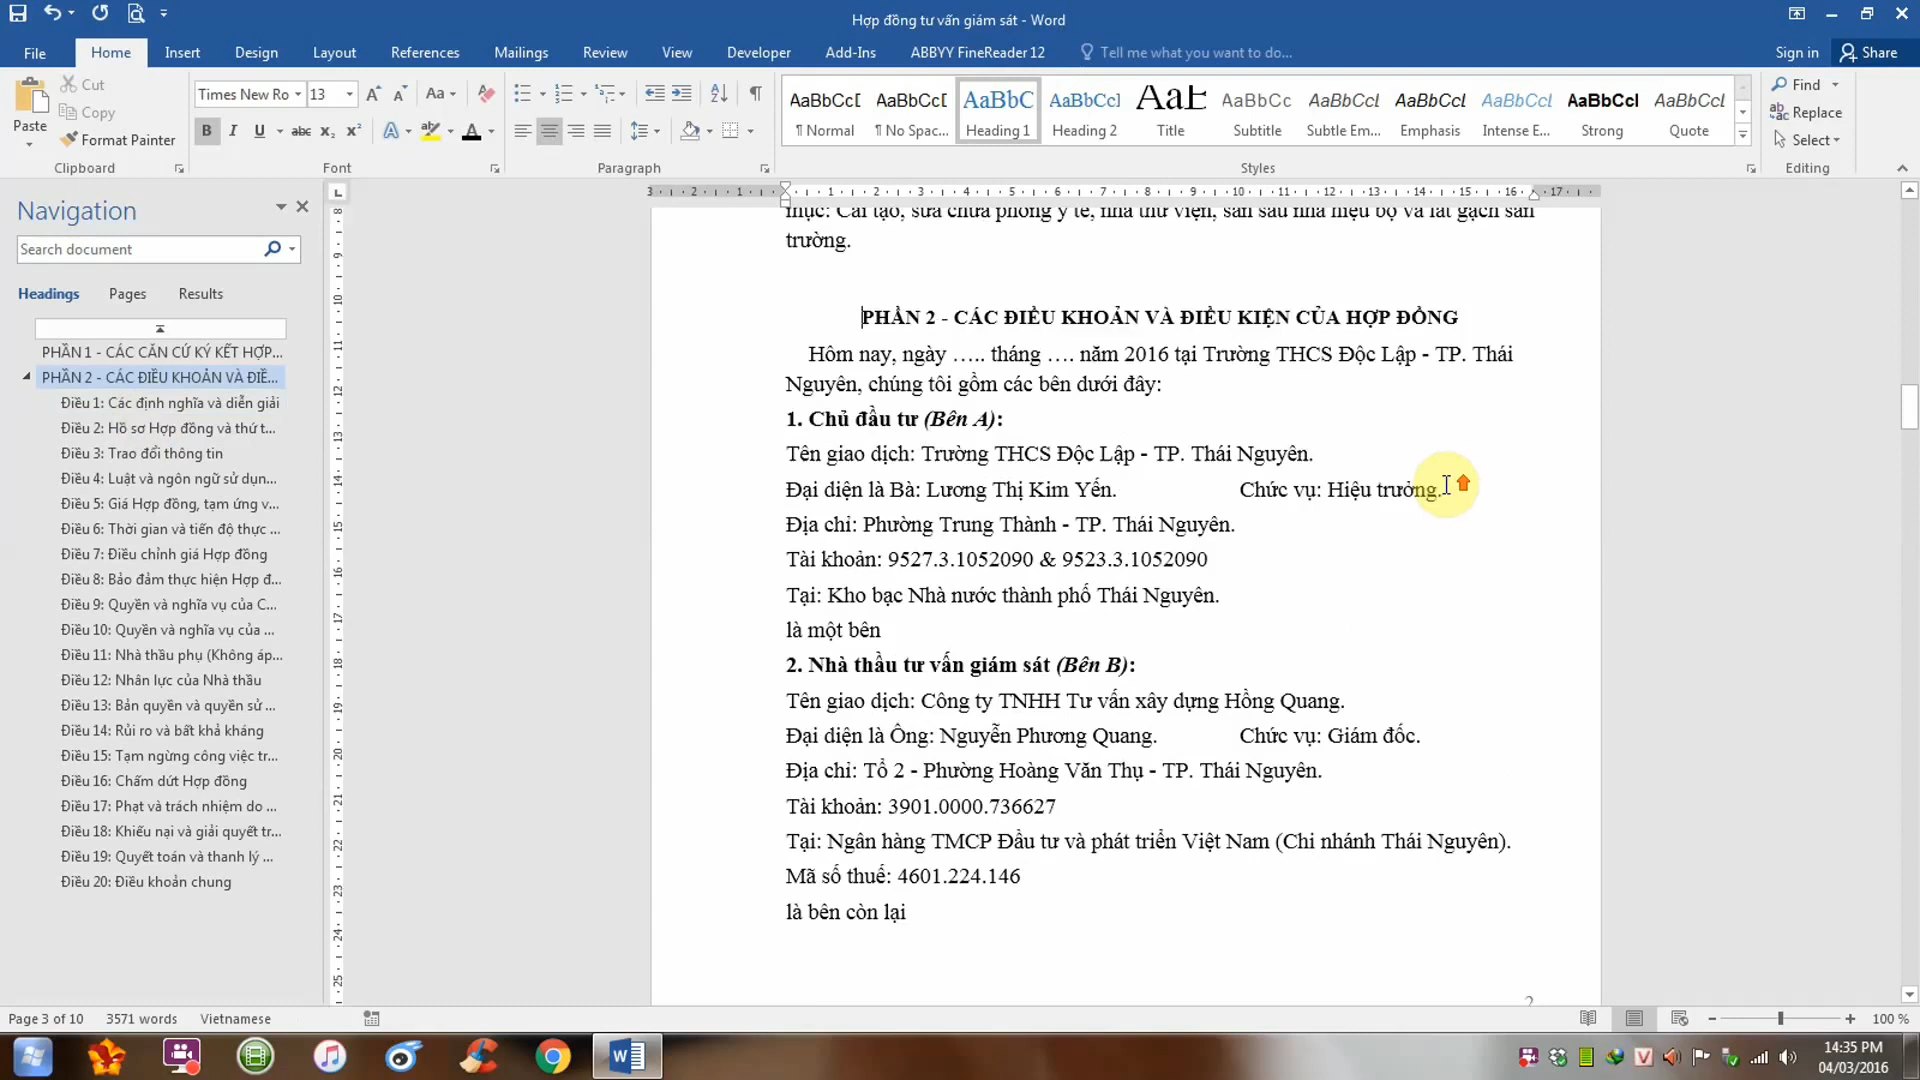 Hợp đồng tư vấn giám sát - Word
File Home Insert Design Layout References Mailings Review View Developer Add-Ins ABBYY FineReader 12 Tell me what you want to do... Sign in Share
Paste
Cut
Copy
Format Painter
Clipboard
Times New Ro 13
Font
Paragraph
AaBbCcI ¶ Normal
AaBbCcI ¶ No Spac...
AaBbC Heading 1
AaBbCcI Heading 2
AaB Title
AaBbCc Subtitle
AaBbCcI Subtle Em...
AaBbCcI Emphasis
AaBbCcI Intense E...
AaBbCcI Strong
AaBbCcI Quote
Styles
Find
Replace
Select
Editing
Navigation
Search document
Headings Pages Results
PHẦN 1 - CÁC CĂN CỨ KÝ KẾT HỢP...
PHẦN 2 - CÁC ĐIỀU KHOẢN VÀ ĐIỀ...
Điều 1: Các định nghĩa và diễn giải
Điều 2: Hồ sơ Hợp đồng và thứ t...
Điều 3: Trao đổi thông tin
Điều 4: Luật và ngôn ngữ sử dụn...
Điều 5: Giá Hợp đồng, tạm ứng v...
Điều 6: Thời gian và tiến độ thực ...
Điều 7: Điều chỉnh giá Hợp đồng
Điều 8: Bảo đảm thực hiện Hợp đ...
Điều 9: Quyền và nghĩa vụ của C...
Điều 10: Quyền và nghĩa vụ của ...
Điều 11: Nhà thầu phụ (Không áp...
Điều 12: Nhân lực của Nhà thầu
Điều 13: Bản quyền và quyền sử ...
Điều 14: Rủi ro và bất khả kháng
Điều 15: Tạm ngừng công việc tr...
Điều 16: Chấm dứt Hợp đồng
Điều 17: Phạt và trách nhiệm do ...
Điều 18: Khiếu nại và giải quyết tr...
Điều 19: Quyết toán và thanh lý ...
Điều 20: Điều khoản chung
mục: Cải tạo, sửa chữa phòng y tế, nhà thư viện, sân sau nhà hiệu bộ và lát gạch sân
trường.
PHẦN 2 - CÁC ĐIỀU KHOẢN VÀ ĐIỀU KIỆN CỦA HỢP ĐỒNG
Hôm nay, ngày ….. tháng …. năm 2016 tại Trường THCS Độc Lập - TP. Thái
Nguyên, chúng tôi gồm các bên dưới đây:
1. Chủ đầu tư (Bên A):
Tên giao dịch: Trường THCS Độc Lập - TP. Thái Nguyên.
Đại diện là Bà: Lương Thị Kim Yến. Chức vụ: Hiệu trưởng.
Địa chỉ: Phường Trung Thành - TP. Thái Nguyên.
Tài khoản: 9527.3.1052090 & 9523.3.1052090
Tại: Kho bạc Nhà nước thành phố Thái Nguyên.
là một bên
2. Nhà thầu tư vấn giám sát (Bên B):
Tên giao dịch: Công ty TNHH Tư vấn xây dựng Hồng Quang.
Đại diện là Ông: Nguyễn Phương Quang. Chức vụ: Giám đốc.
Địa chỉ: Tổ 2 - Phường Hoàng Văn Thụ - TP. Thái Nguyên.
Tài khoản: 3901.0000.736627
Tại: Ngân hàng TMCP Đầu tư và phát triển Việt Nam (Chi nhánh Thái Nguyên).
Mã số thuế: 4601.224.146
là bên còn lại
2
Page 3 of 10 3571 words Vietnamese 100 %
14:35 PM
04/03/2016